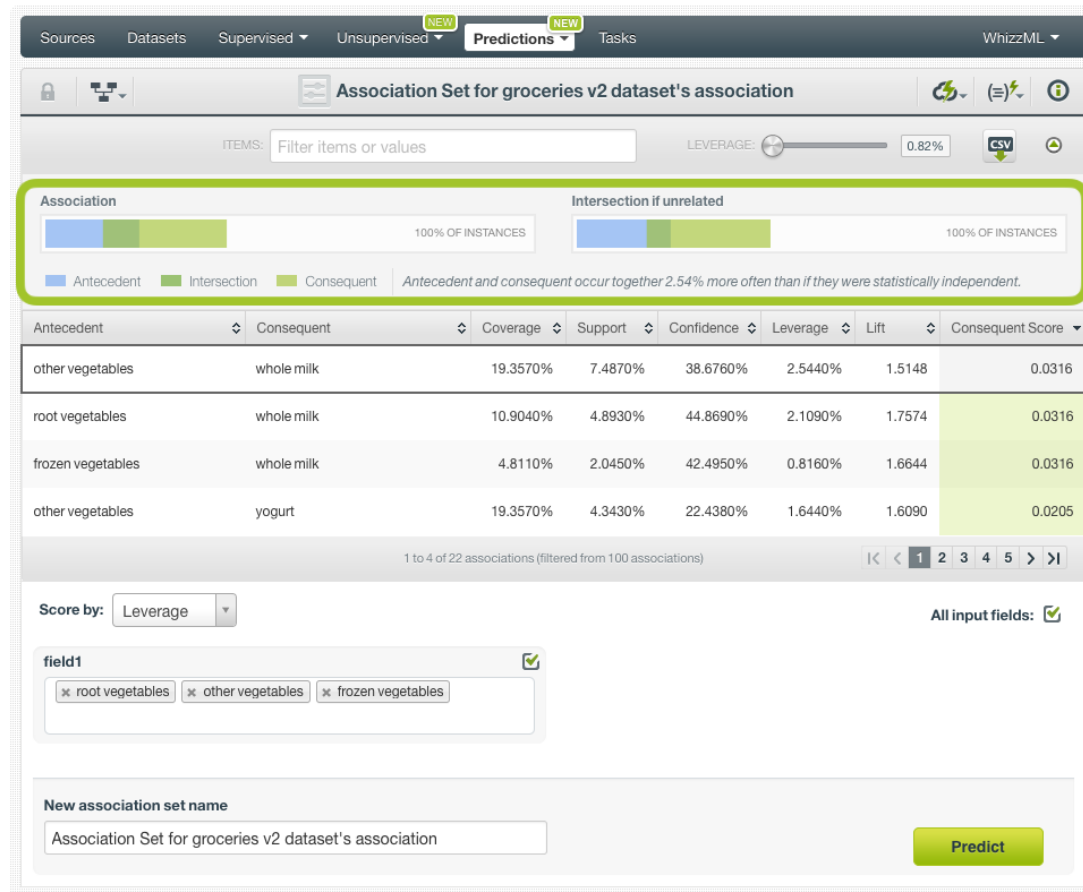 NEW NEW
Sources Datasets Supervised Unsupervised Predictions Tasks WhizzML
Association Set for groceries v2 dataset's association
ITEMS: Filter items or values LEVERAGE: 0.82% CSV
Association Intersection if unrelated
100% OF INSTANCES 100% OF INSTANCES
Antecedent Intersection Consequent Antecedent and consequent occur together 2.54% more often than if they were statistically independent.
Antecedent Consequent Coverage Support Confidence Leverage Lift Consequent Score
other vegetables whole milk 19.3570% 7.4870% 38.6760% 2.5440% 1.5148 0.0316
root vegetables whole milk 10.9040% 4.8930% 44.8690% 2.1090% 1.7574 0.0316
frozen vegetables whole milk 4.8110% 2.0450% 42.4950% 0.8160% 1.6644 0.0316
other vegetables yogurt 19.3570% 4.3430% 22.4380% 1.6440% 1.6090 0.0205
1 to 4 of 22 associations (filtered from 100 associations) 1 2 3 4 5
Score by: Leverage All input fields:
field1
root vegetables other vegetables frozen vegetables
New association set name
Association Set for groceries v2 dataset's association
Predict